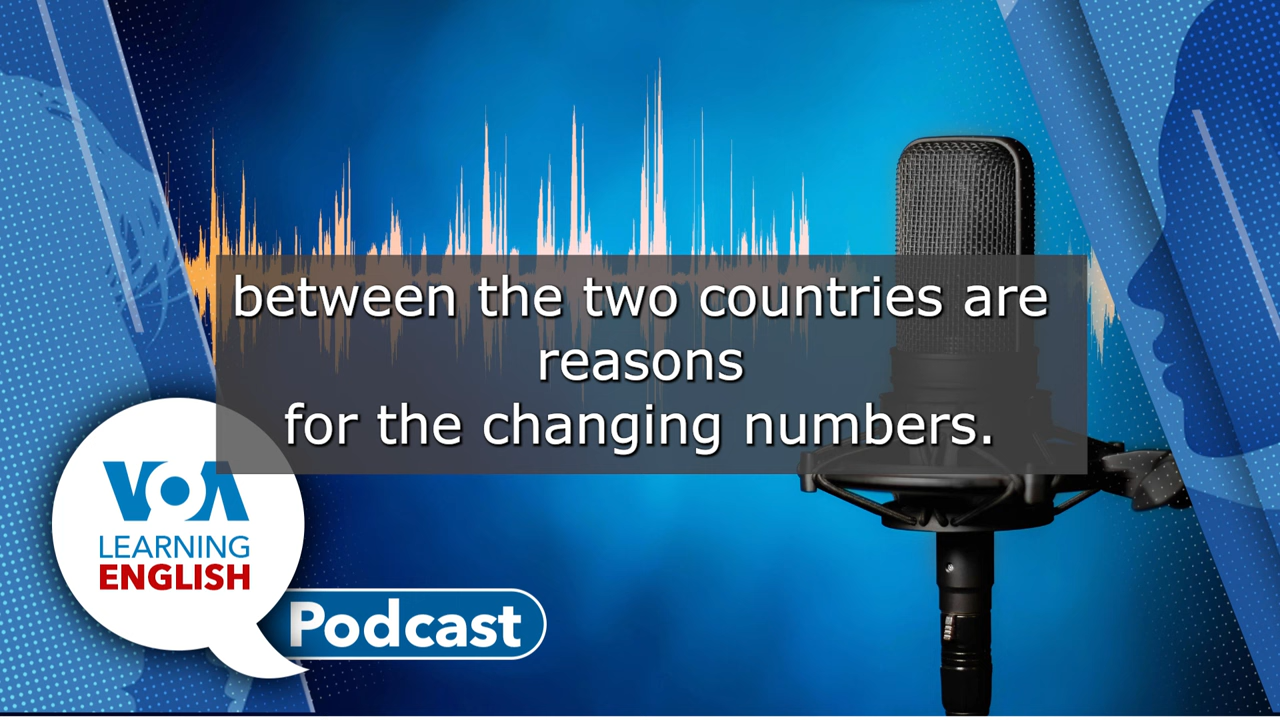 between the two countries are
reasons
for the changing numbers.
VOA
LEARNING
ENGLISH
Podcast